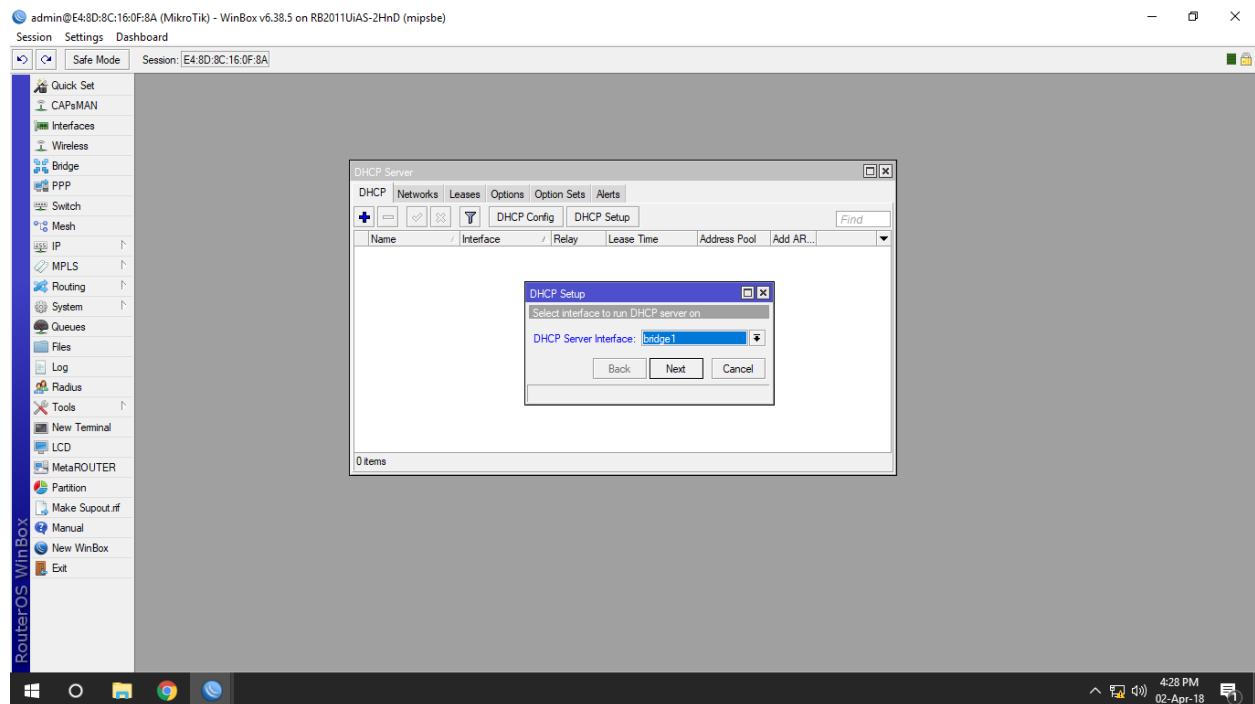 admin@E4:8D:8C:16:0F:8A (MikroTik) - WinBox v6.38.5 on RB2011UiAS-2HnD (mipsbe)
Session Settings Dashboard
Safe Mode Session: E4:8D:8C:16:0F:8A
Quick Set
CAPsMAN
Interfaces
Wireless
Bridge
PPP
Switch
Mesh
IP
MPLS
Routing
System
Queues
Files
Log
Radius
Tools
New Terminal
LCD
MetaROUTER
Partition
Make Supout.rif
Manual
New WinBox
Exit
RouterOS WinBox
DHCP Server
DHCP Networks Leases Options Option Sets Alerts
DHCP Config DHCP Setup Find
Name Interface Relay Lease Time Address Pool Add AR...
DHCP Setup
Select interface to run DHCP server on
DHCP Server Interface: bridge1
Back Next Cancel
0 items
4:28 PM
02-Apr-18
1